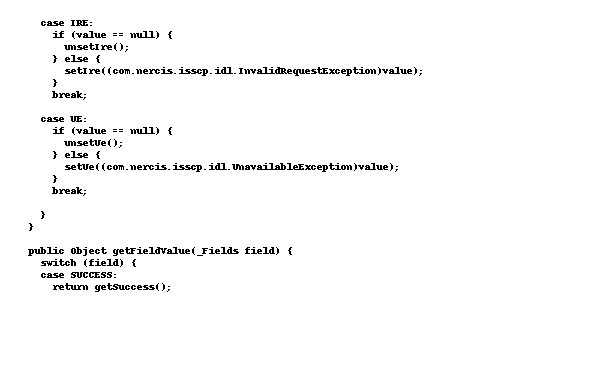 case IRE:
if (value == null) {
unsetIre();
} else {
setIre((com.nercis.isscp.idl.InvalidRequestException)value);
}
break;
case UE:
if (value == null) {
unsetUe();
} else {
setUe((com.nercis.isscp.idl.UnavailableException)value);
}
break;
}
}
public Object getFieldValue(_Fields field) {
switch (field) {
case SUCCESS:
return getSuccess();